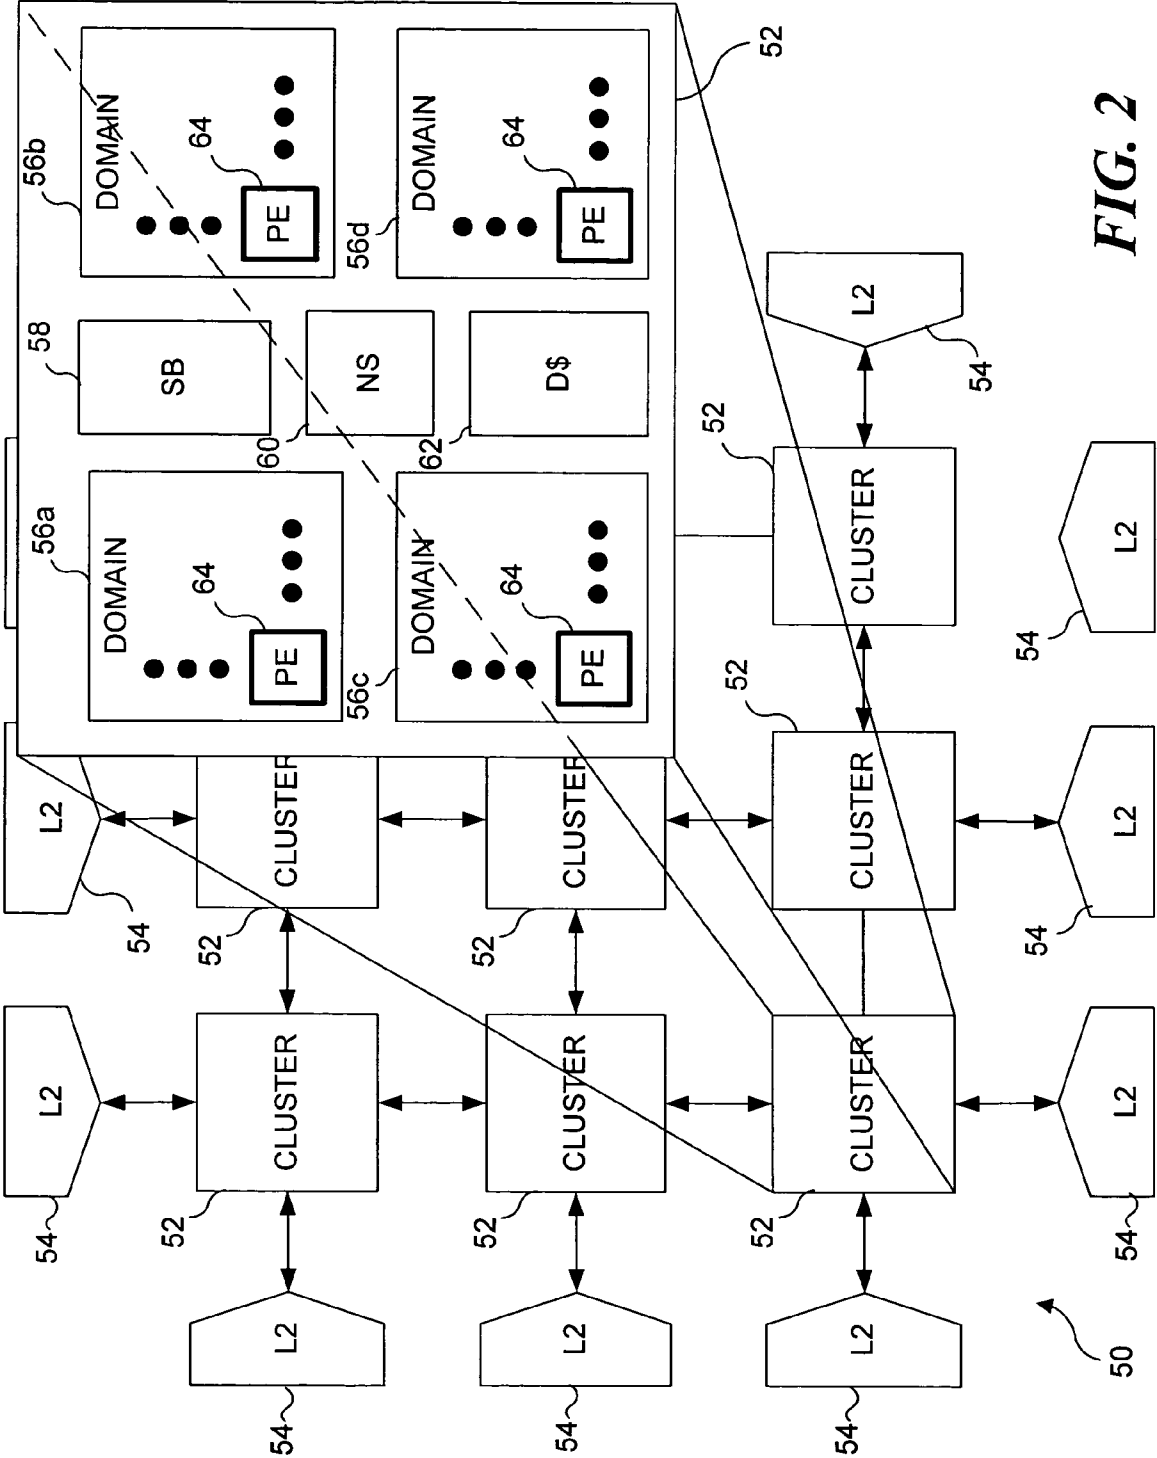 54
L2
L2
56a
58
56b
DOMAIN
DOMAIN
54
SB
52
52
64
64
60
54
L2
CLUSTER
CLUSTER
PE
PE
56c
NS
56d
DOMAIN
62
DOMAIN
52
52
64
64
D$
54
L2
CLUSTER
CLUSTER
PE
PE
52
52
52
52
54
L2
CLUSTER
CLUSTER
CLUSTER
L2
54
54
54
54
L2
L2
L2
50
FIG. 2